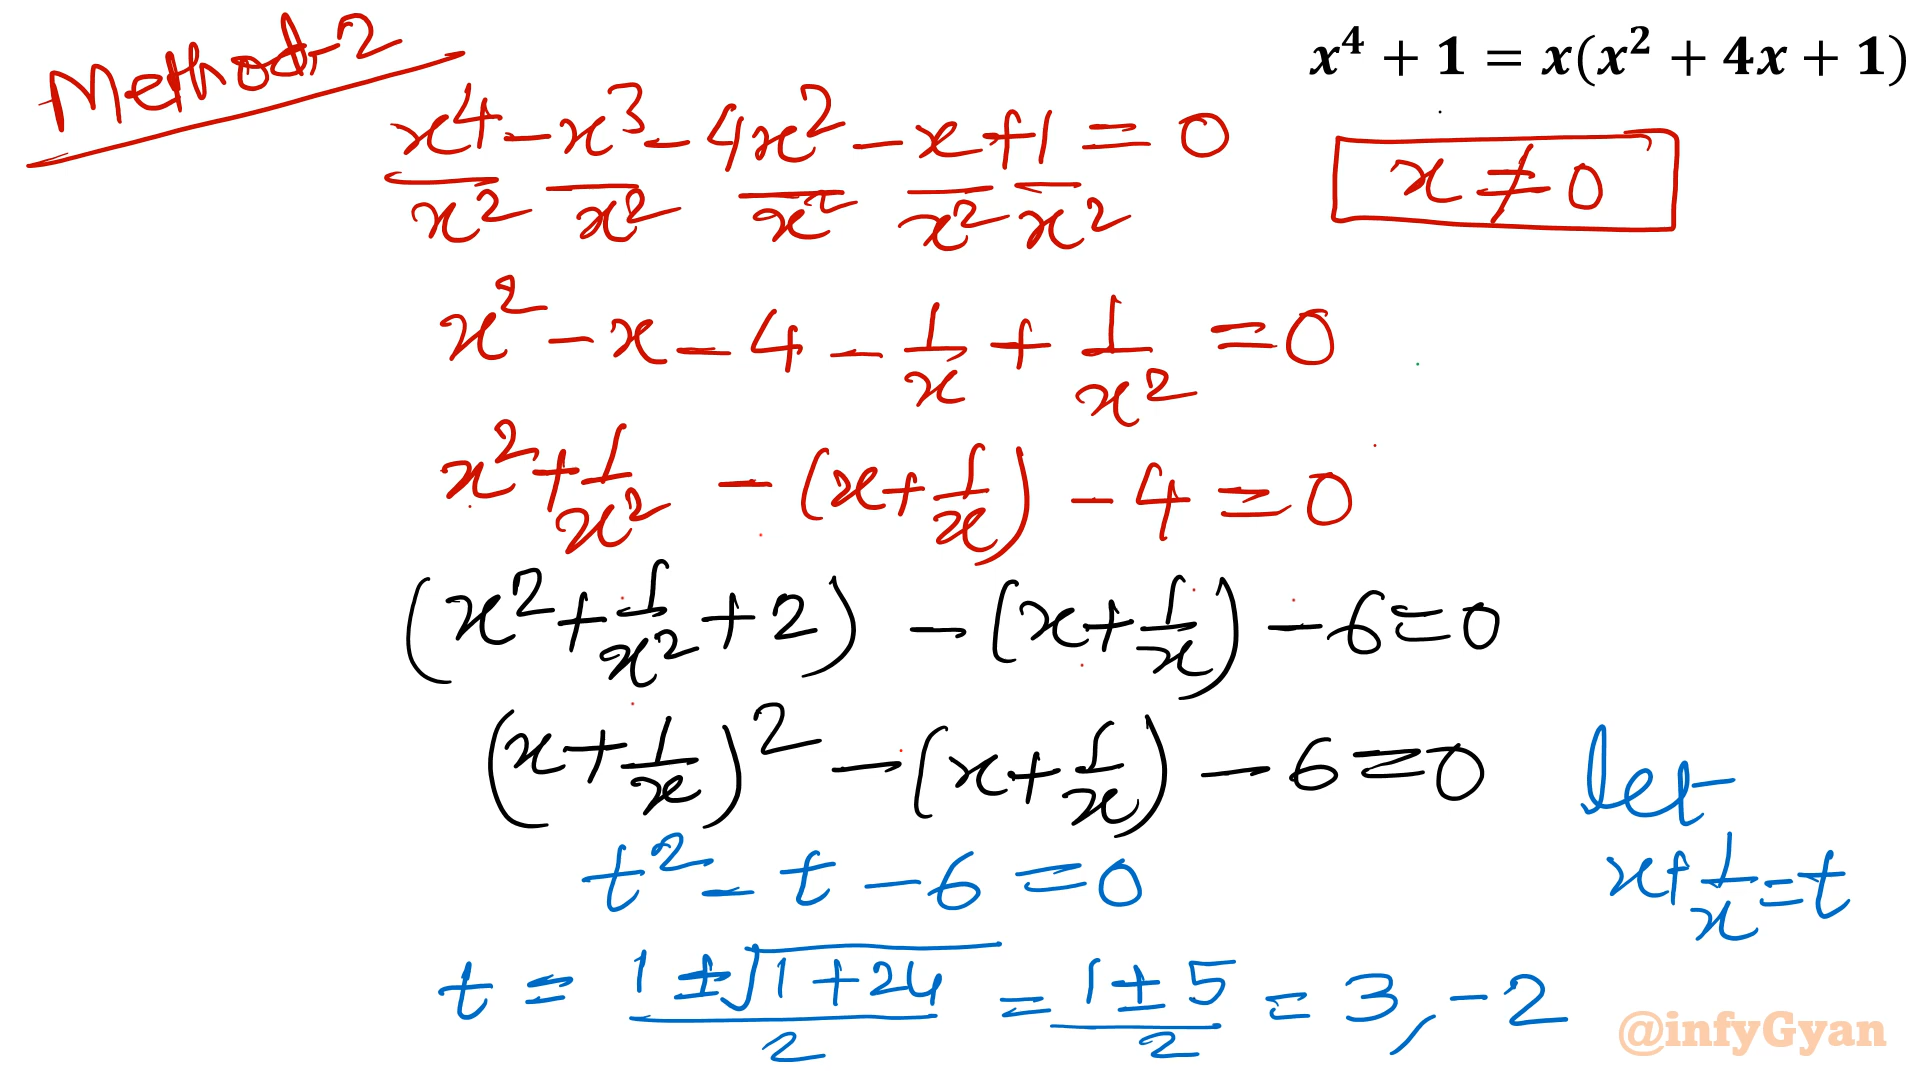 Method-2
x⁴ + 1 = x(x² + 4x + 1)
x⁴/x² - x³/x² - 4x²/x² - x/x² + 1/x² = 0
x ≠ 0
x² - x - 4 - 1/x + 1/x² = 0
x² + 1/x² - (x + 1/x) - 4 = 0
(x² + 1/x² + 2) - (x + 1/x) - 6 = 0
(x + 1/x)² - (x + 1/x) - 6 = 0
let
x + 1/x = t
t² - t - 6 = 0
t = (1 ± √(1 + 24))/2 = (1 ± 5)/2 = 3, -2
@infyGyan